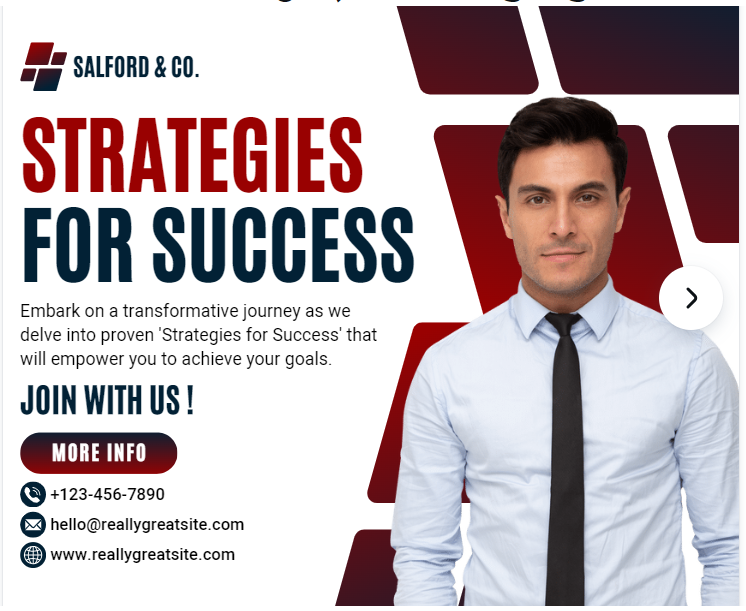 SALFORD & CO.
STRATEGIES
FOR SUCCESS
Embark on a transformative journey as we
delve into proven 'Strategies for Success' that
will empower you to achieve your goals.
JOIN WITH US !
MORE INFO
+123-456-7890
hello@reallygreatsite.com
www.reallygreatsite.com